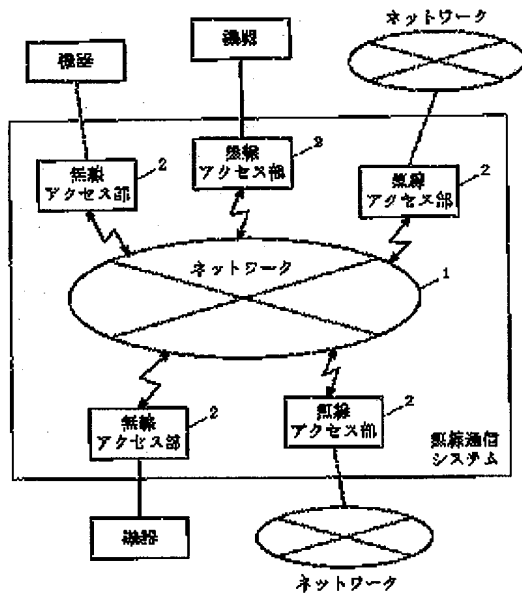 ネットワーク
機器
機器
無線
アクセス部
2
無線
アクセス部
2
無線
アクセス部
2
ネットワーク
1
無線
アクセス部
2
無線
アクセス部
2
無線通信
システム
機器
ネットワーク